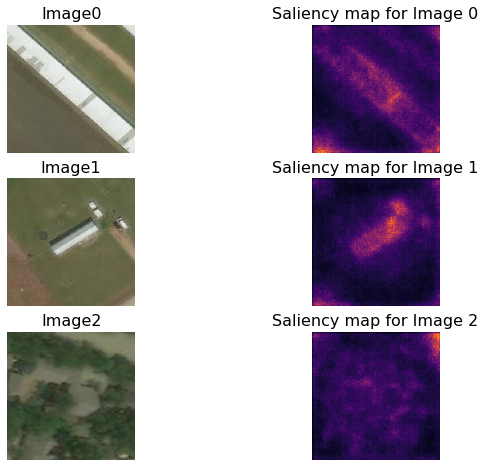 Image0
Saliency map for Image 0
Image1
Saliency map for Image 1
Image2
Saliency map for Image 2